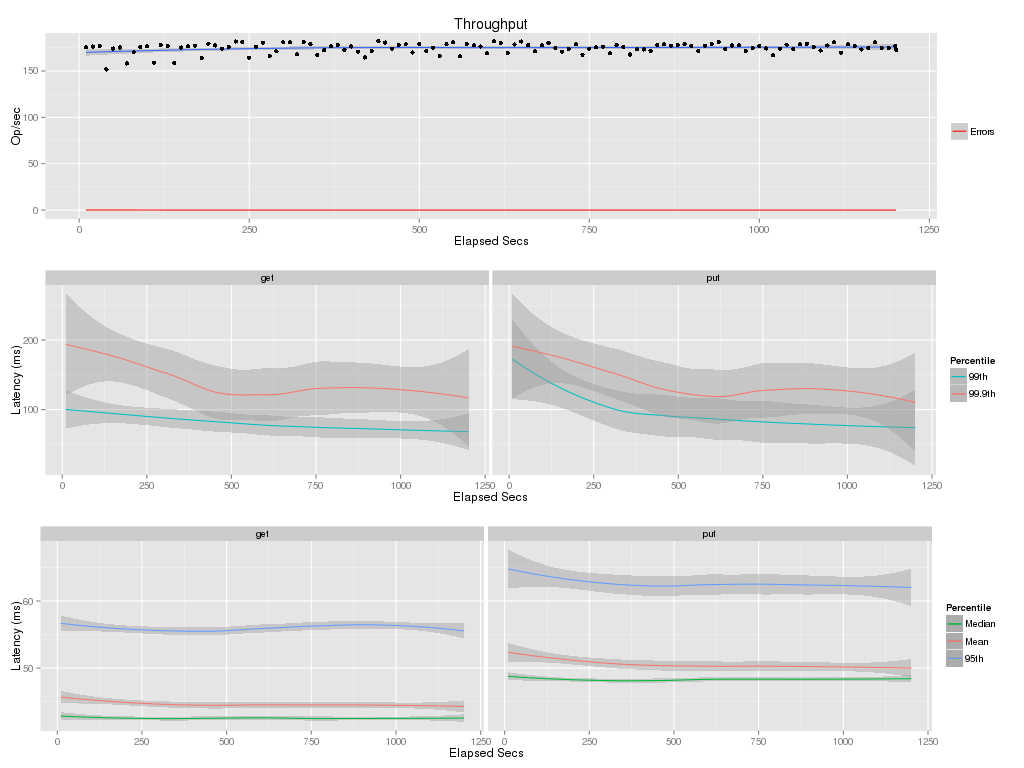 Throughput
Op/sec
150
100
50
0
0 250 500 750 1000 1250
Elapsed Secs
Errors
get put
Latency (ms)
200
100
0 250 500 750 1000 1250 0 250 500 750 1000 1250
Elapsed Secs
Percentile
99th
99.9th
get put
Latency (ms)
60
50
0 250 500 750 1000 1250 0 250 500 750 1000 1250
Elapsed Secs
Percentile
Median
Mean
95th